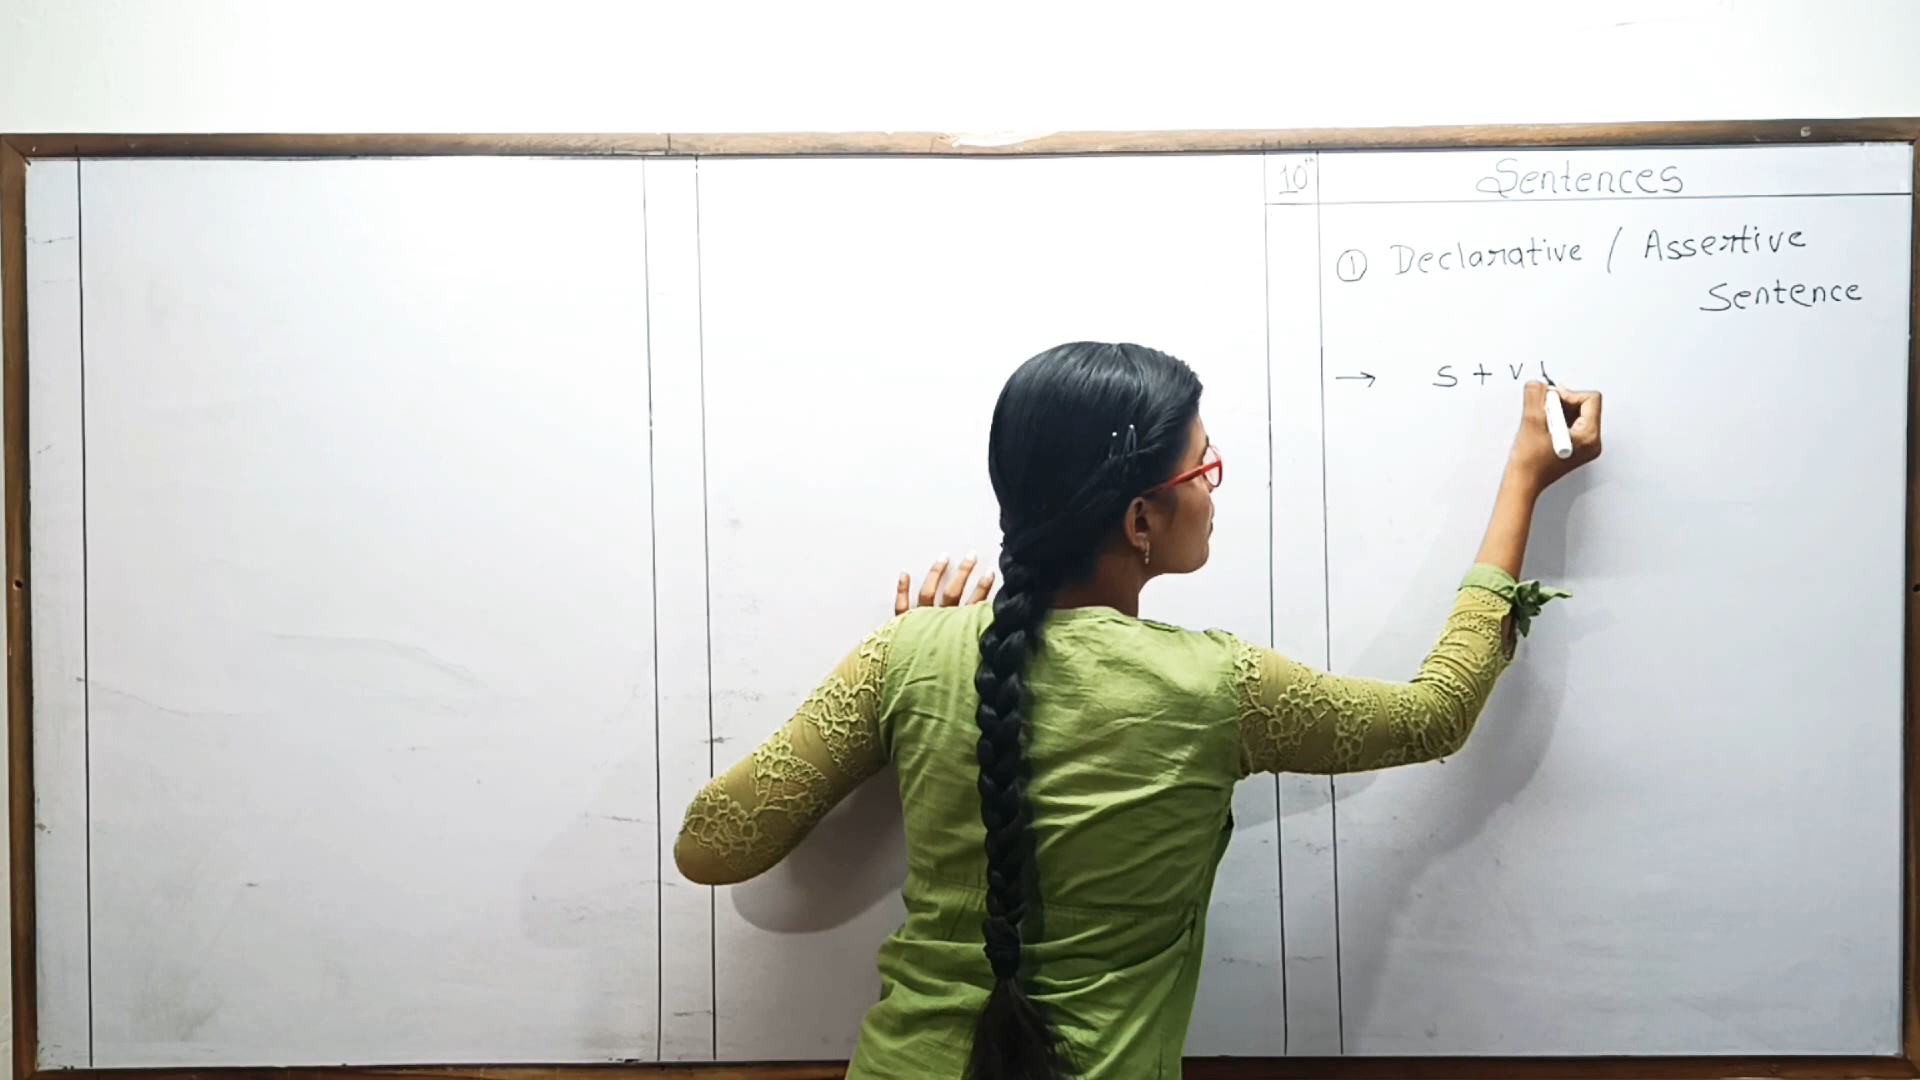 10th Sentences
① Declarative / Assertive
Sentence
→ S + V